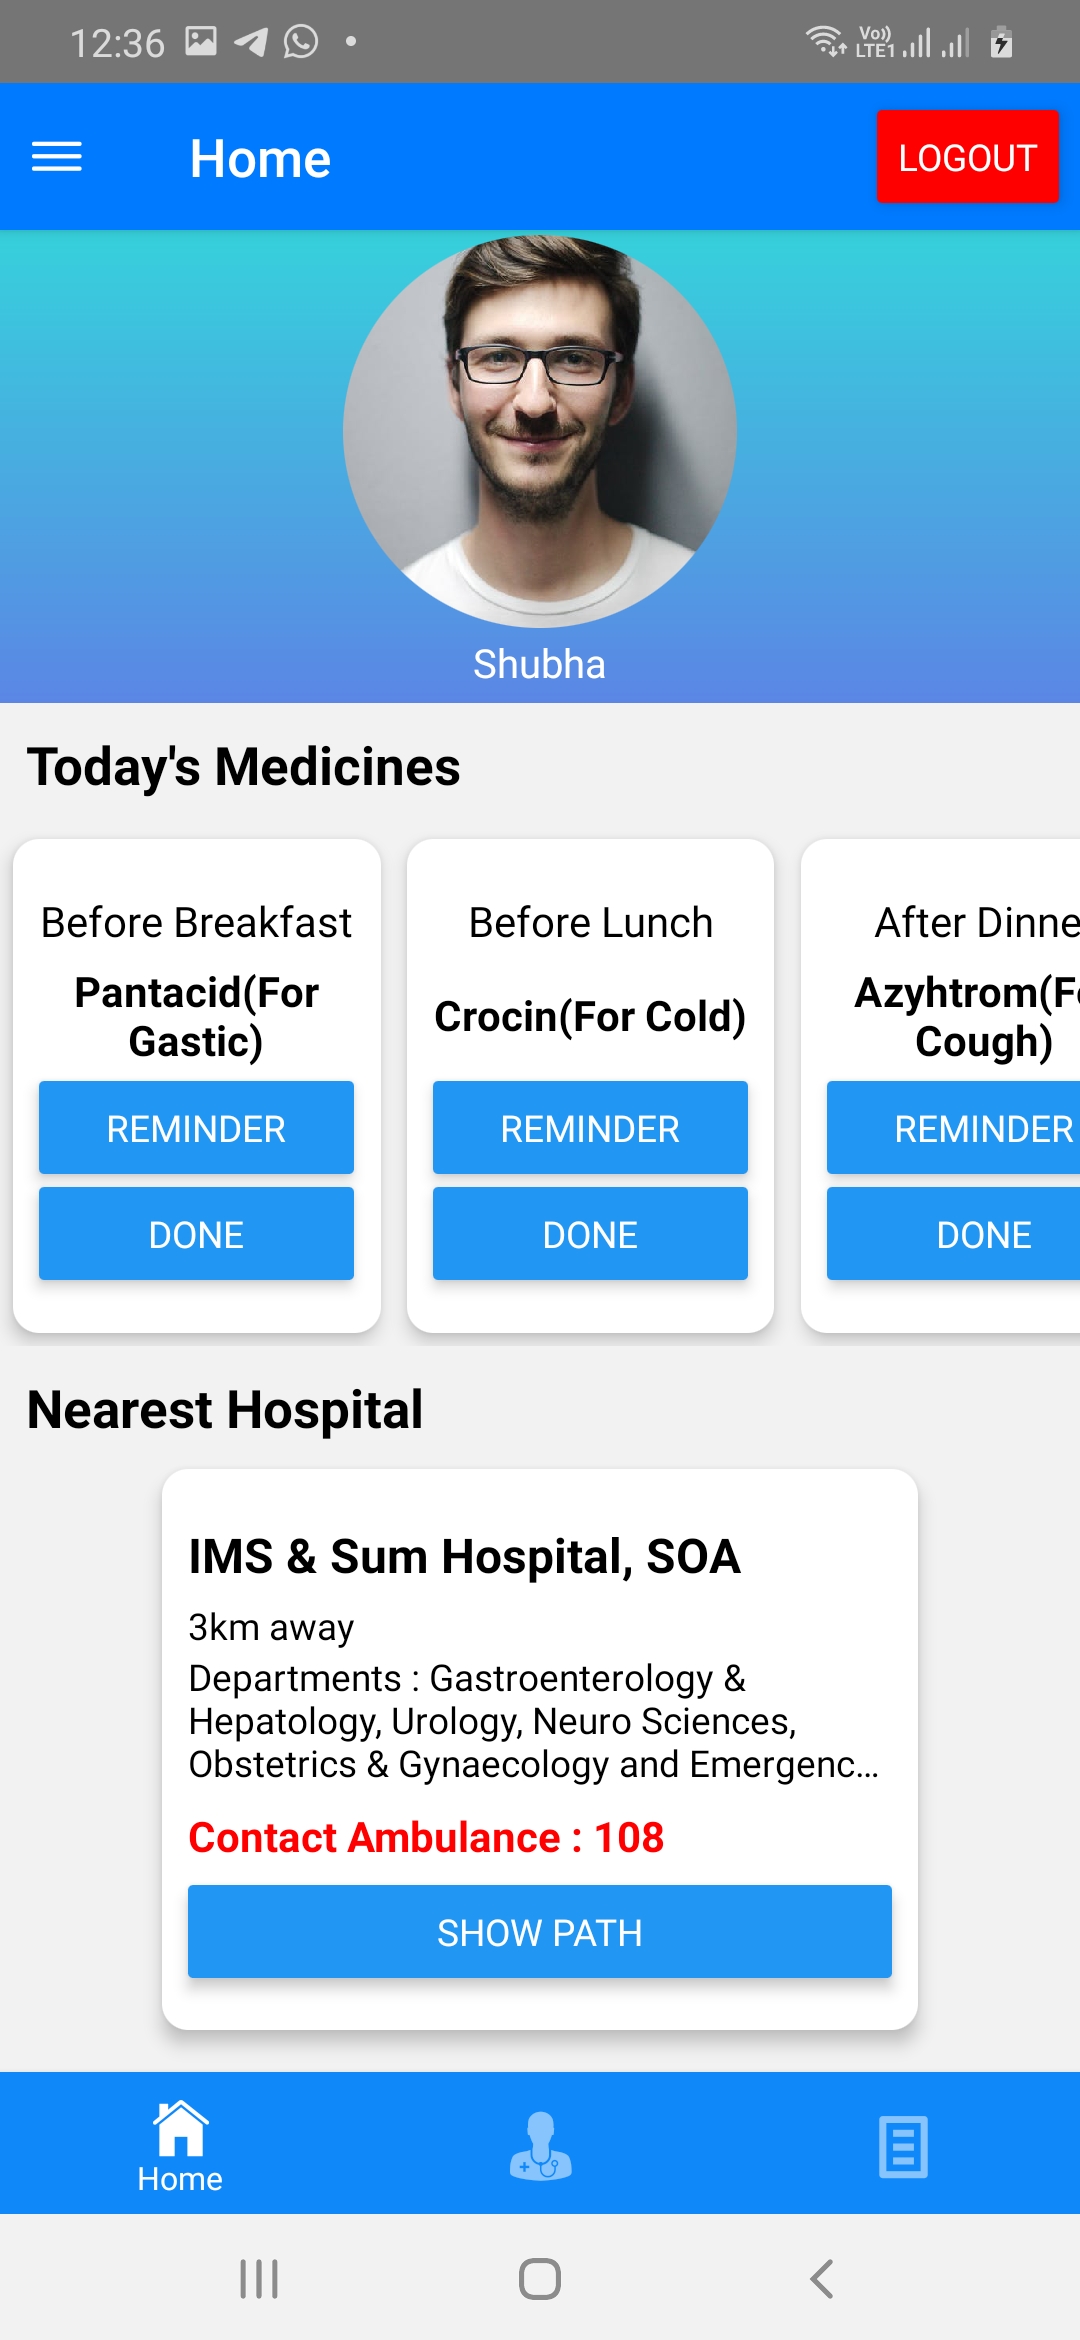 12:36
Vo))
LTE1
Home
LOGOUT
Shubha
Today's Medicines
Before Breakfast
Pantacid(For
Gastic)
REMINDER
DONE
Before Lunch
Crocin(For Cold)
REMINDER
DONE
After Dinne
Azyhtrom(Fo
Cough)
REMINDER
DONE
Nearest Hospital
IMS & Sum Hospital, SOA
3km away
Departments : Gastroenterology &
Hepatology, Urology, Neuro Sciences,
Obstetrics & Gynaecology and Emergenc...
Contact Ambulance : 108
SHOW PATH
Home